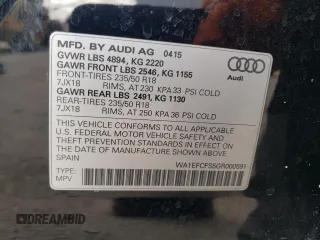 MFD. BY AUDI AG 04/15
GVWR LBS 4894, KG 2220
GAWR FRONT LBS 2546, KG 1155
FRONT-TIRES 235/50 R18
7JX18 RIMS, AT 230 KPA 33 PSI COLD
GAWR REAR LBS 2491, KG 1130
REAR-TIRES 235/50 R18
7JX18 RIMS, AT 250 KPA 36 PSI COLD
Audi
THIS VEHICLE CONFORMS TO ALL APPLICABLE
U.S. FEDERAL MOTOR VEHICLE SAFETY AND
THEFT PREVENTION STANDARDS IN EFFECT ON THE
DATE OF MANUFACTURE SHOWN ABOVE.
SPAIN
WA1EFCFS5GR000591
TYPE:
MPV
DREAMBID